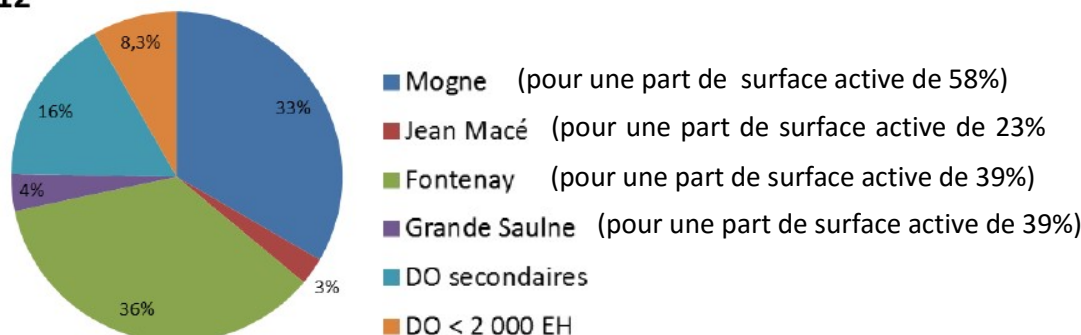 12
8,3%
33%
16%
4%
36%
3%
Mogne (pour une part de surface active de 58%)
Jean Macé (pour une part de surface active de 23%
Fontenay (pour une part de surface active de 39%)
Grande Saulne (pour une part de surface active de 39%)
DO secondaires
DO < 2 000 EH